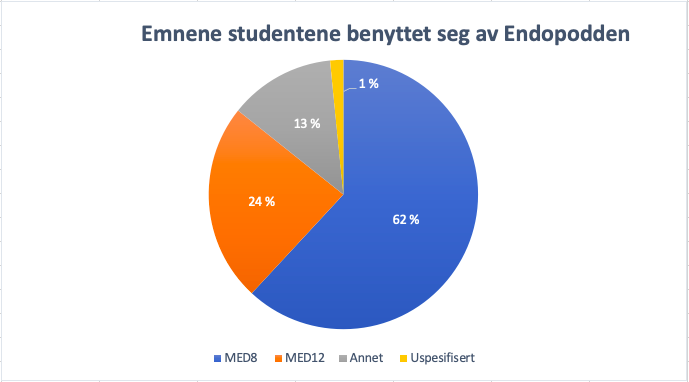 Emnene studentene benyttet seg av Endopodden
1 %
13 %
24 %
62 %
MED8 MED12 Annet Uspesifisert